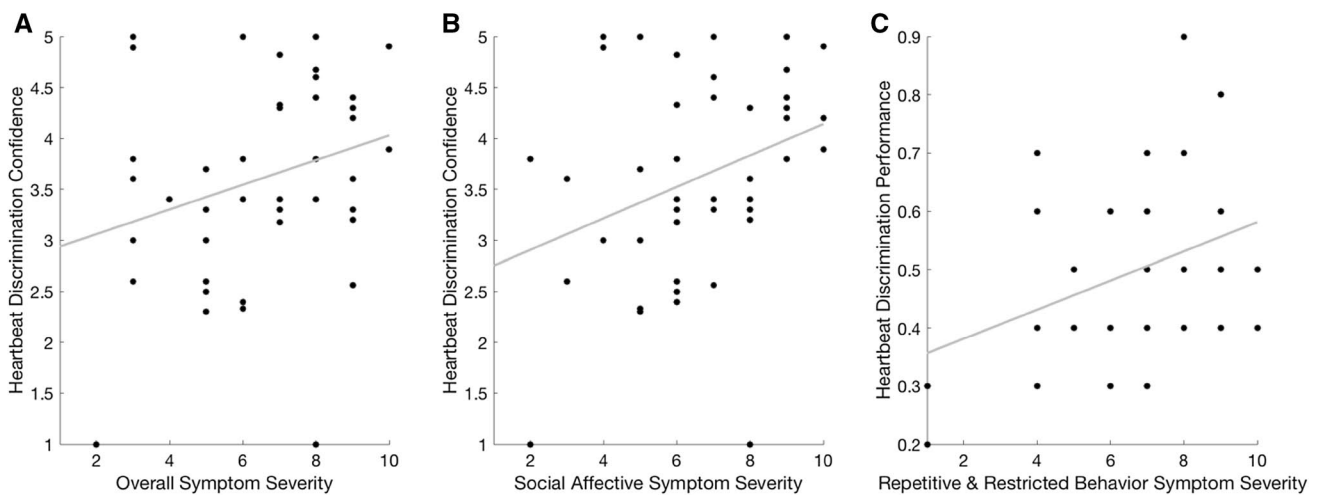 A
Heartbeat Discrimination Confidence
5
4.5
4
3.5
3
2.5
2
1.5
1
2 4 6 8 10
Overall Symptom Severity
B
Heartbeat Discrimination Confidence
5
4.5
4
3.5
3
2.5
2
1.5
1
2 4 6 8 10
Social Affective Symptom Severity
C
Heartbeat Discrimination Performance
0.9
0.8
0.7
0.6
0.5
0.4
0.3
0.2
2 4 6 8 10
Repetitive & Restricted Behavior Symptom Severity